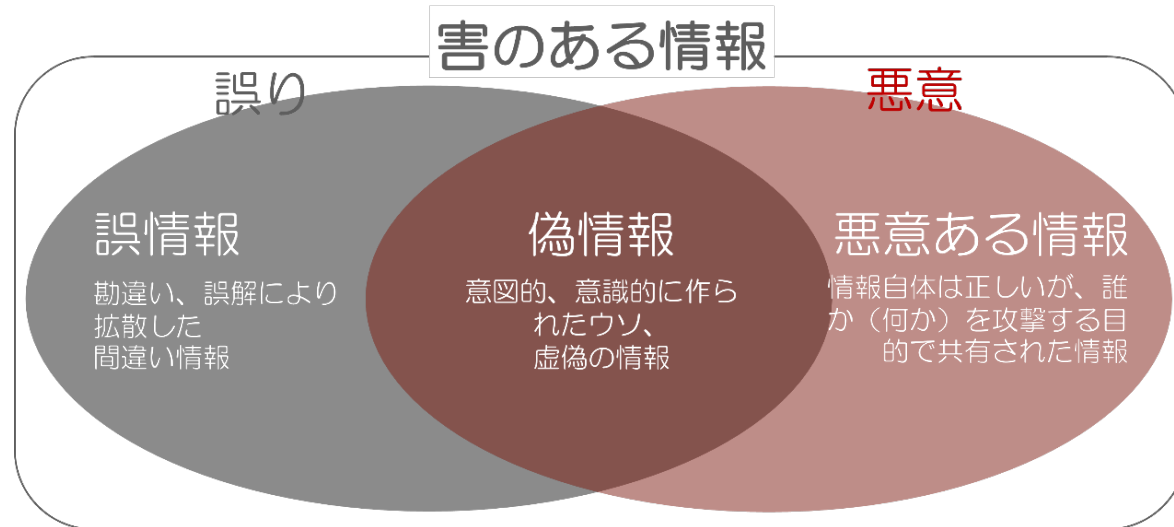 害のある情報
誤り
悪意
誤情報
勘違い、誤解により
拡散した
間違い情報
偽情報
意図的、意識的に作ら
れたウソ、
虚偽の情報
悪意ある情報
情報自体は正しいが、誰
か（何か）を攻撃する目
的で共有された情報